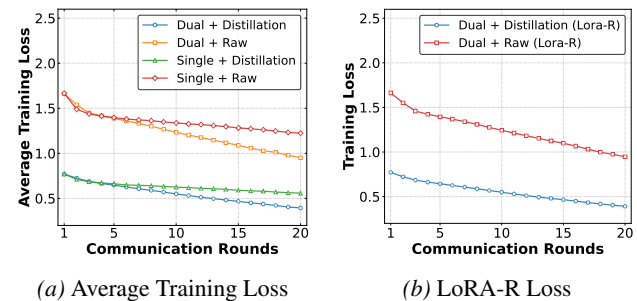 Average Training Loss
2.5
2.0
1.5
1.0
0.5
1
5
10
15
20
Communication Rounds
Dual + Distillation
Dual + Raw
Single + Distillation
Single + Raw
(a) Average Training Loss
Training Loss
2.5
2.0
1.5
1.0
0.5
1
5
10
15
20
Communication Rounds
Dual + Distillation (Lora-R)
Dual + Raw (Lora-R)
(b) LoRA-R Loss